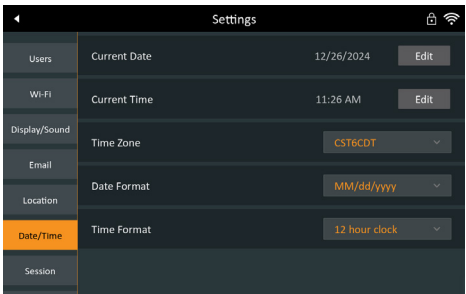 Settings
Users
Wi-Fi
Display/Sound
Email
Location
Date/Time
Session
Current Date 12/26/2024 Edit
Current Time 11:26 AM Edit
Time Zone CST6CDT
Date Format MM/dd/yyyy
Time Format 12 hour clock